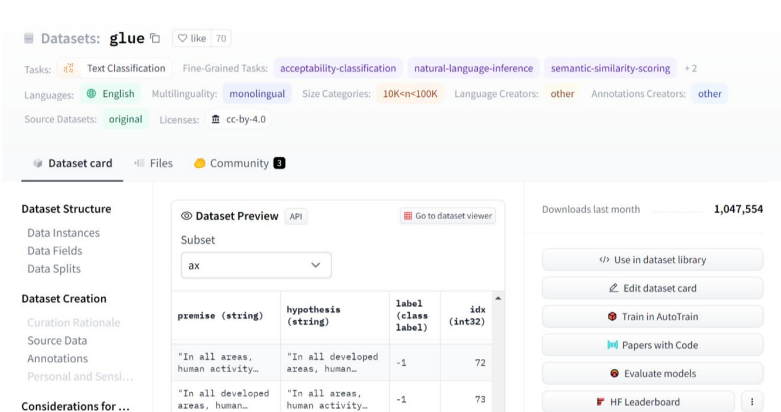 Datasets: glue like 70
Tasks: Text Classification Fine-Grained Tasks: acceptability-classification natural-language-inference semantic-similarity-scoring + 2
Languages: English Multilinguality: monolingual Size Categories: 10K<n<100K Language Creators: other Annotations Creators: other
Source Datasets: original Licenses: cc-by-4.0
Dataset card Files Community 3
Dataset Structure
Data Instances
Data Fields
Data Splits
Dataset Creation
Curation Rationale
Source Data
Annotations
Personal and Sensi…
Considerations for …
Dataset Preview API Go to dataset viewer
Subset
ax
premise (string) hypothesis (string) label (class label) idx (int32)
"In all areas, human activity… "In all developed areas, human… -1 72
"In all developed areas, human… "In all areas, human activity… -1 73
Downloads last month 1,047,554
Use in dataset library
Edit dataset card
Train in AutoTrain
Papers with Code
Evaluate models
HF Leaderboard